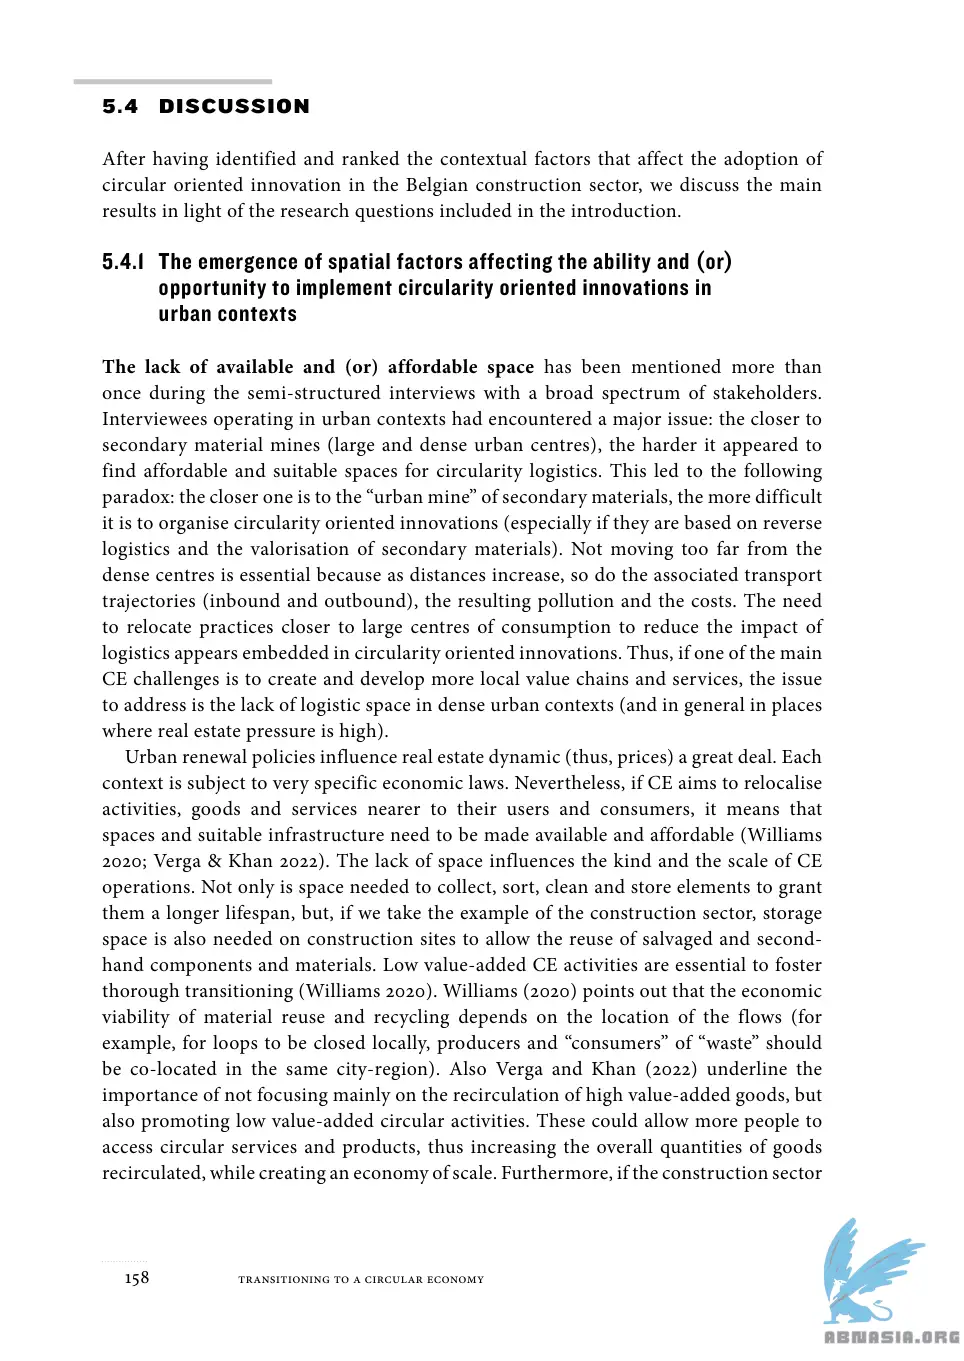 5.4 DISCUSSION
After having identified and ranked the contextual factors that affect the adoption of
circular oriented innovation in the Belgian construction sector, we discuss the main
results in light of the research questions included in the introduction.
5.4.1 The emergence of spatial factors affecting the ability and (or)
opportunity to implement circularity oriented innovations in
urban contexts
The lack of available and (or) affordable space has been mentioned more than
once during the semi-structured interviews with a broad spectrum of stakeholders.
Interviewees operating in urban contexts had encountered a major issue: the closer to
secondary material mines (large and dense urban centres), the harder it appeared to
find affordable and suitable spaces for circularity logistics. This led to the following
paradox: the closer one is to the “urban mine” of secondary materials, the more difficult
it is to organise circularity oriented innovations (especially if they are based on reverse
logistics and the valorisation of secondary materials). Not moving too far from the
dense centres is essential because as distances increase, so do the associated transport
trajectories (inbound and outbound), the resulting pollution and the costs. The need
to relocate practices closer to large centres of consumption to reduce the impact of
logistics appears embedded in circularity oriented innovations. Thus, if one of the main
CE challenges is to create and develop more local value chains and services, the issue
to address is the lack of logistic space in dense urban contexts (and in general in places
where real estate pressure is high).
Urban renewal policies influence real estate dynamic (thus, prices) a great deal. Each
context is subject to very specific economic laws. Nevertheless, if CE aims to relocalise
activities, goods and services nearer to their users and consumers, it means that
spaces and suitable infrastructure need to be made available and affordable (Williams
2020; Verga & Khan 2022). The lack of space influences the kind and the scale of CE
operations. Not only is space needed to collect, sort, clean and store elements to grant
them a longer lifespan, but, if we take the example of the construction sector, storage
space is also needed on construction sites to allow the reuse of salvaged and second-
hand components and materials. Low value-added CE activities are essential to foster
thorough transitioning (Williams 2020). Williams (2020) points out that the economic
viability of material reuse and recycling depends on the location of the flows (for
example, for loops to be closed locally, producers and “consumers” of “waste” should
be co-located in the same city-region). Also Verga and Khan (2022) underline the
importance of not focusing mainly on the recirculation of high value-added goods, but
also promoting low value-added circular activities. These could allow more people to
access circular services and products, thus increasing the overall quantities of goods
recirculated, while creating an economy of scale. Furthermore, if the construction sector
158 TRANSITIONING TO A CIRCULAR ECONOMY
ABNASIA.ORG